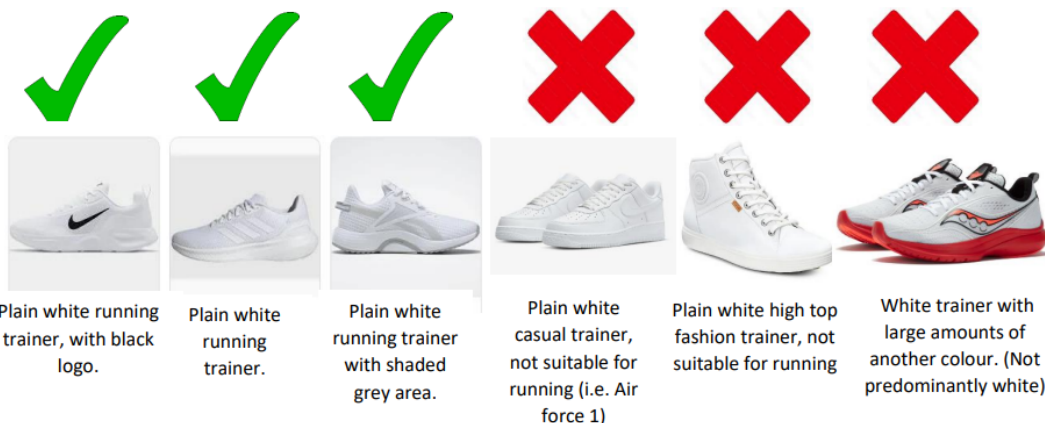 Plain white running
trainer, with black
logo.
Plain white
running
trainer.
Plain white
running trainer
with shaded
grey area.
Plain white
casual trainer,
not suitable for
running (i.e. Air
force 1)
Plain white high top
fashion trainer, not
suitable for running
White trainer with
large amounts of
another colour. (Not
predominantly white)